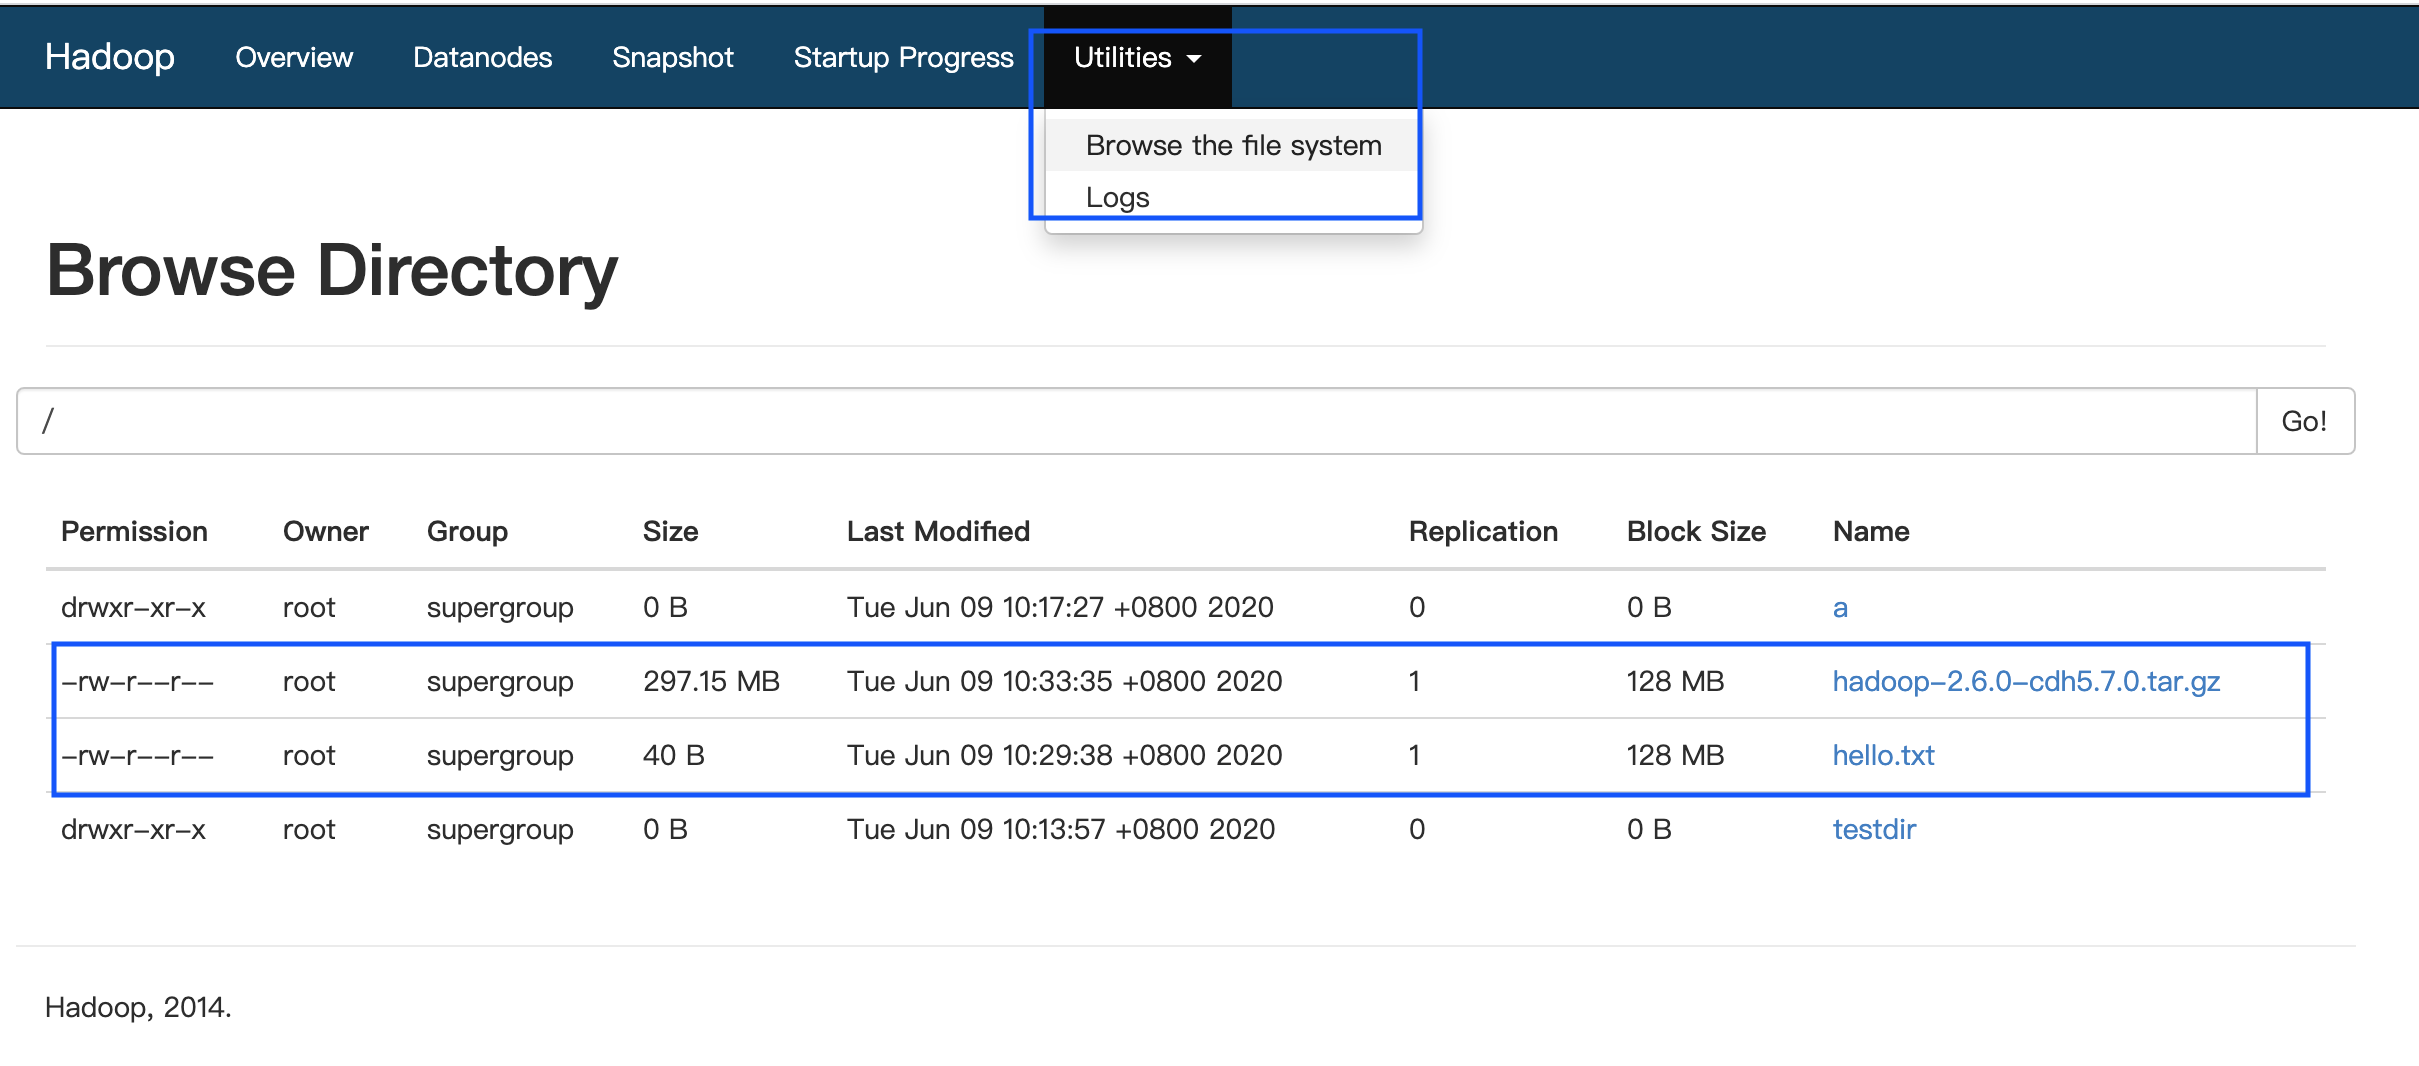 Hadoop Overview Datanodes Snapshot Startup Progress Utilities
Browse the file system
Logs
Browse Directory
/ Go!
Permission Owner Group Size Last Modified Replication Block Size Name
drwxr-xr-x root supergroup 0 B Tue Jun 09 10:17:27 +0800 2020 0 0 B a
-rw-r--r-- root supergroup 297.15 MB Tue Jun 09 10:33:35 +0800 2020 1 128 MB hadoop-2.6.0-cdh5.7.0.tar.gz
-rw-r--r-- root supergroup 40 B Tue Jun 09 10:29:38 +0800 2020 1 128 MB hello.txt
drwxr-xr-x root supergroup 0 B Tue Jun 09 10:13:57 +0800 2020 0 0 B testdir
Hadoop, 2014.